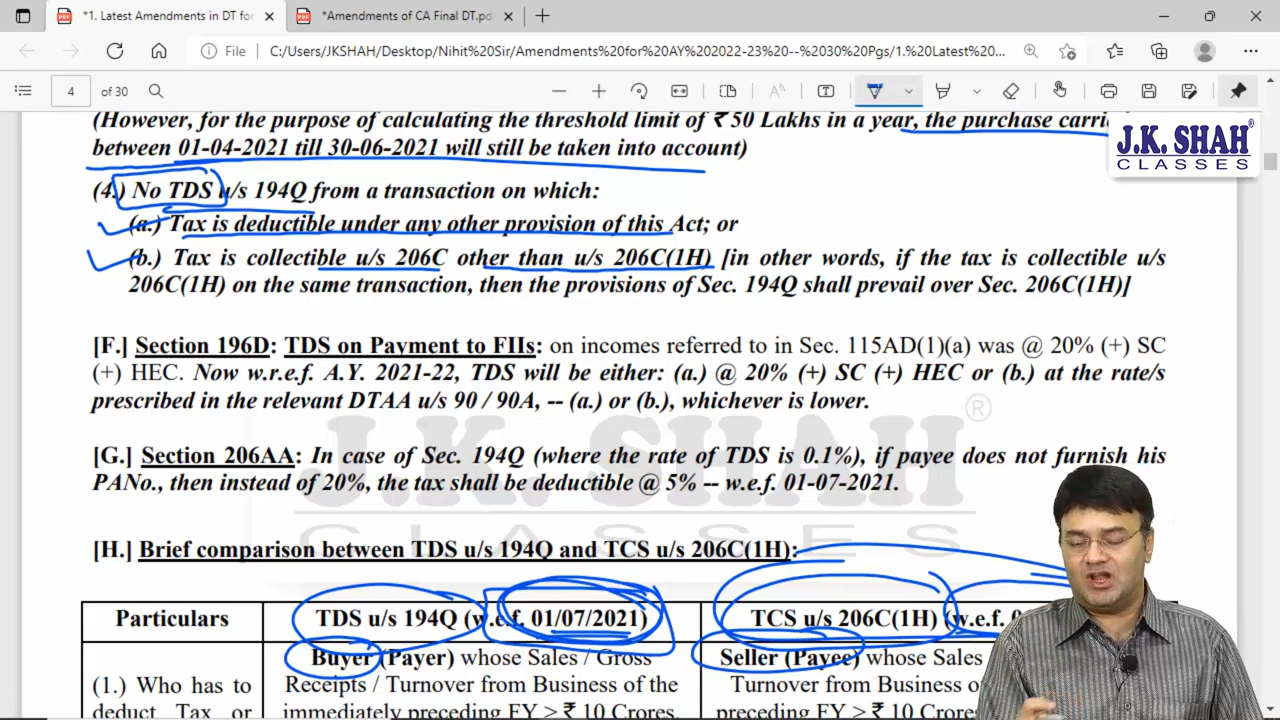 *1. Latest Amendments in DT for
*Amendments of CA Final DT.pd
File
C:/Users/JKSHAH/Desktop/Nihit%20Sir/Amendments%20for%20AY%202022-23%20--%2030%20Pgs/1.%20Latest%20...
4 of 30
(However, for the purpose of calculating the threshold limit of ₹ 50 Lakhs in a year, the purchase carri
between 01-04-2021 till 30-06-2021 will still be taken into account)
J.K. SHAH
CLASSES
(4.) No TDS u/s 194Q from a transaction on which:
(a.) Tax is deductible under any other provision of this Act; or
(b.) Tax is collectible u/s 206C other than u/s 206C(1H) [in other words, if the tax is collectible u/s
206C(1H) on the same transaction, then the provisions of Sec. 194Q shall prevail over Sec. 206C(1H)]
[F.] Section 196D: TDS on Payment to FIIs: on incomes referred to in Sec. 115AD(1)(a) was @ 20% (+) SC
(+) HEC. Now w.r.e.f. A.Y. 2021-22, TDS will be either: (a.) @ 20% (+) SC (+) HEC or (b.) at the rate/s
prescribed in the relevant DTAA u/s 90 / 90A, -- (a.) or (b.), whichever is lower.
J.K. SHAH ®
CLASSES
[G.] Section 206AA: In case of Sec. 194Q (where the rate of TDS is 0.1%), if payee does not furnish his
PANo., then instead of 20%, the tax shall be deductible @ 5% -- w.e.f. 01-07-2021.
[H.] Brief comparison between TDS u/s 194Q and TCS u/s 206C(1H):
Particulars TDS u/s 194Q (w.e.f. 01/07/2021) TCS u/s 206C(1H) (w.e.f. 0
Buyer (Payer) whose Sales / Gross Seller (Payee) whose Sales
(1.) Who has to Receipts / Turnover from Business of the Turnover from Business o
deduct Tax or immediately preceding FY > ₹ 10 Crores. preceding FY > ₹ 10 Crores.